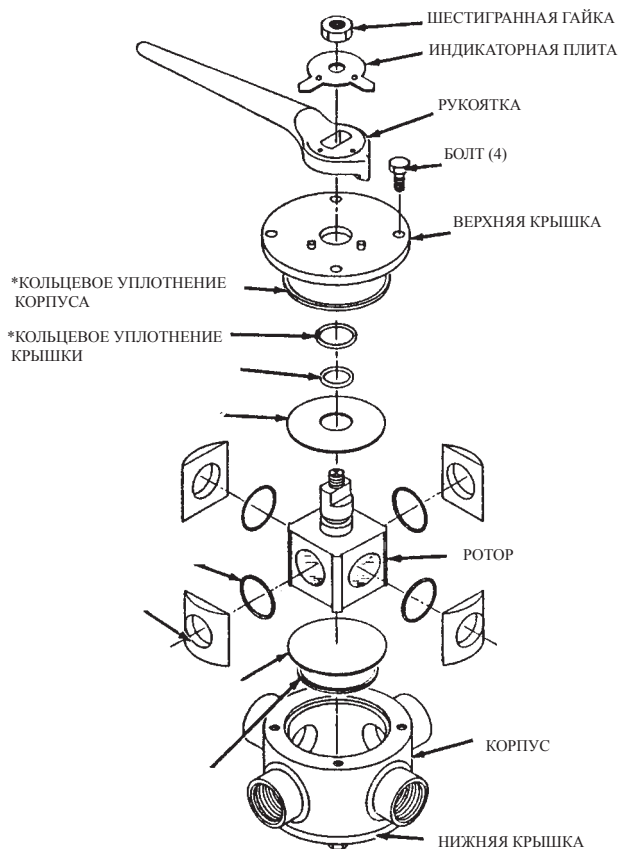 ШЕСТИГРАННАЯ ГАЙКА
ИНДИКАТОРНАЯ ПЛИТА
РУКОЯТКА
БОЛТ (4)
ВЕРХНЯЯ КРЫШКА
*КОЛЬЦЕВОЕ УПЛОТНЕНИЕ
КОРПУСА
*КОЛЬЦЕВОЕ УПЛОТНЕНИЕ
КРЫШКИ
РОТОР
КОРПУС
НИЖНЯЯ КРЫШКА